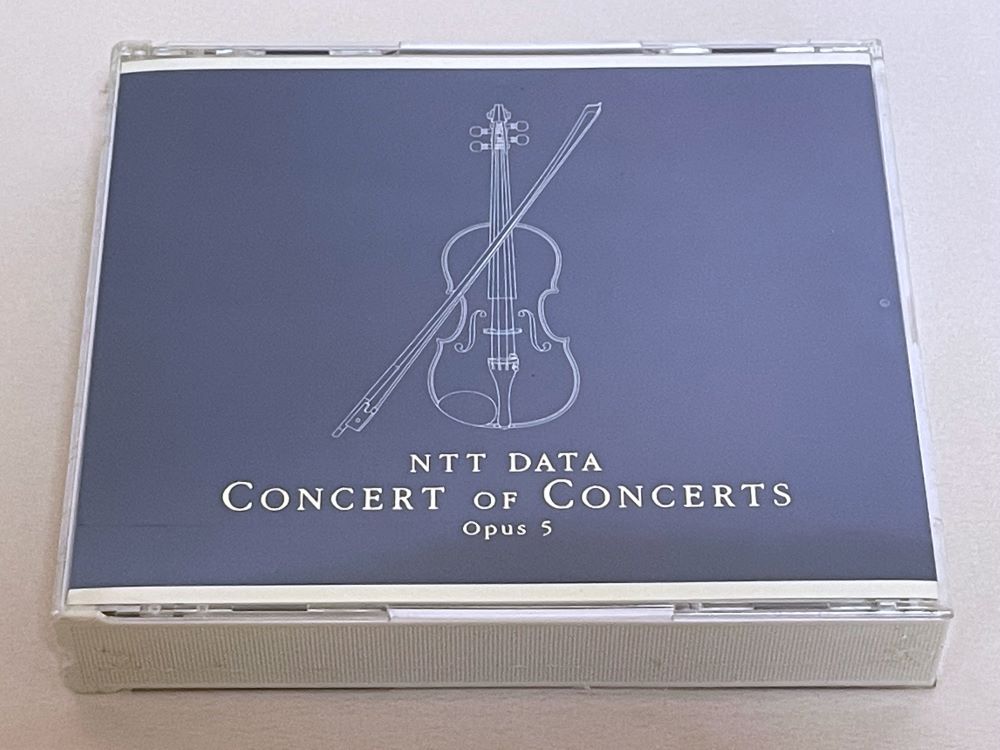 NTT DATA
CONCERT OF CONCERTS
Opus 5